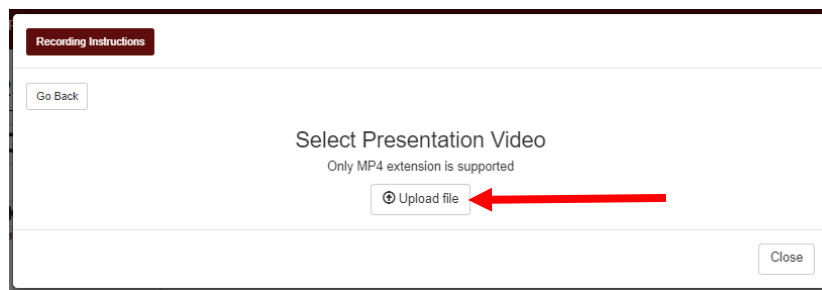 Recording Instructions
Go Back
Select Presentation Video
Only MP4 extension is supported
Upload file
Close